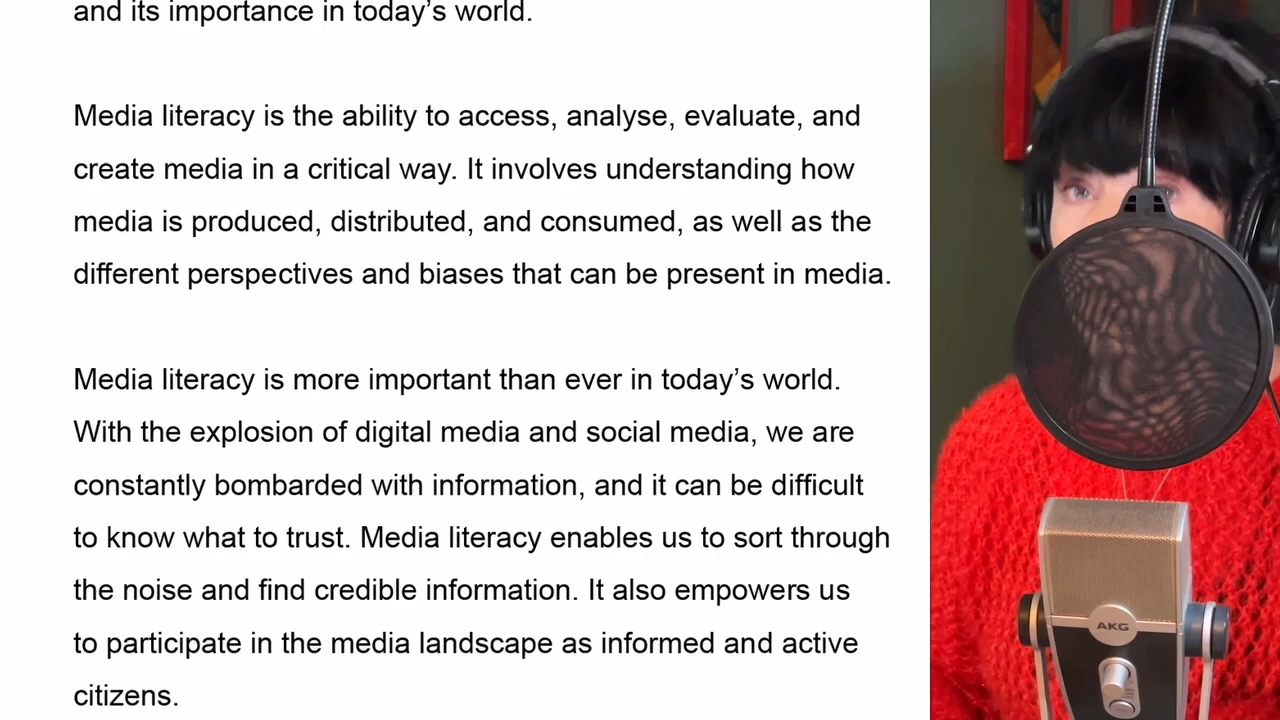 and its importance in today’s world.
Media literacy is the ability to access, analyse, evaluate, and
create media in a critical way. It involves understanding how
media is produced, distributed, and consumed, as well as the
different perspectives and biases that can be present in media.
Media literacy is more important than ever in today’s world.
With the explosion of digital media and social media, we are
constantly bombarded with information, and it can be difficult
to know what to trust. Media literacy enables us to sort through
the noise and find credible information. It also empowers us
to participate in the media landscape as informed and active
citizens.
AKG